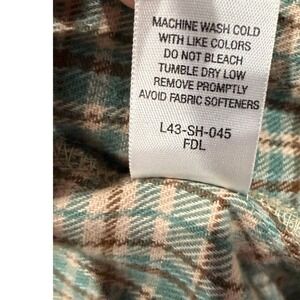 MACHINE WASH COLD
WITH LIKE COLORS
DO NOT BLEACH
TUMBLE DRY LOW
REMOVE PROMPTLY
AVOID FABRIC SOFTENERS
L43-SH-045
FDL